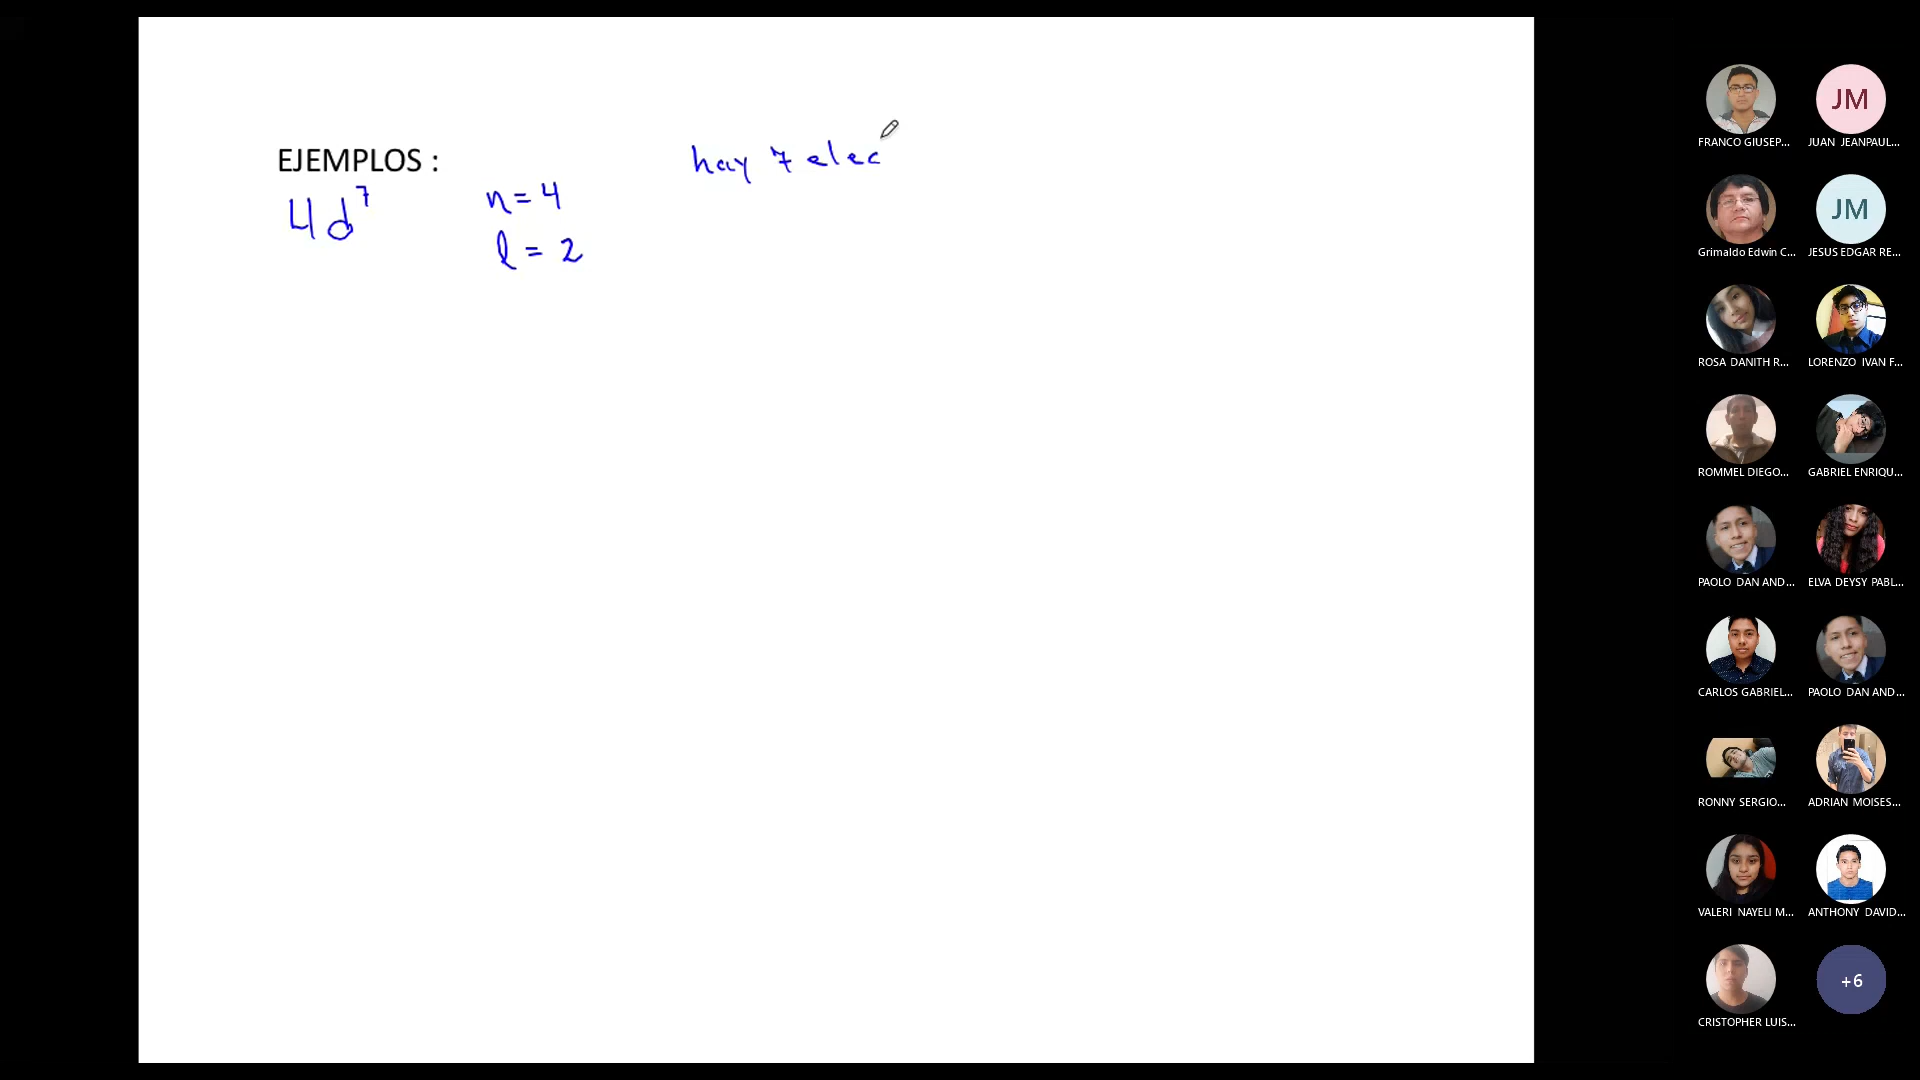 EJEMPLOS :
hay 7 elec
4d⁷
n = 4
l = 2
FRANCO GIUSEP...
JM
JUAN JEANPAUL...
Grimaldo Edwin C...
JM
JESUS EDGAR RE...
ROSA DANITH R...
LORENZO IVAN F...
ROMMEL DIEGO...
GABRIEL ENRIQU...
PAOLO DAN AND...
ELVA DEYSY PABL...
CARLOS GABRIEL...
PAOLO DAN AND...
RONNY SERGIO...
ADRIAN MOISES...
VALERI NAYELI M...
ANTHONY DAVID...
CRISTOPHER LUIS...
+6